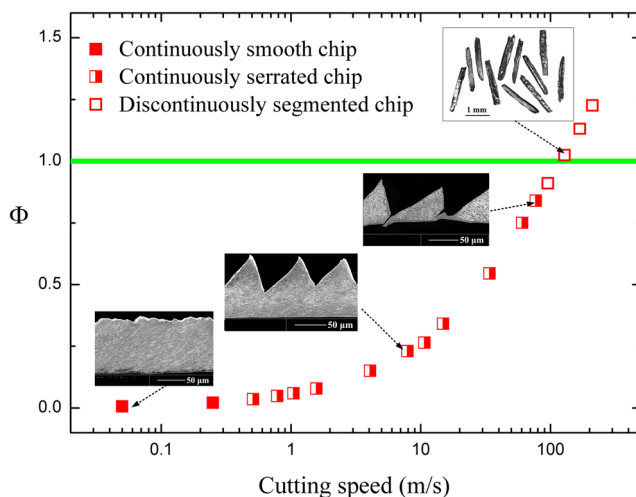 1.5
Continuously smooth chip
Continuously serrated chip
Discontinuously segmented chip
1 mm
1.0
Φ
50 μm
0.5
50 μm
50 μm
0.0
0.1
1
10
100
Cutting speed (m/s)